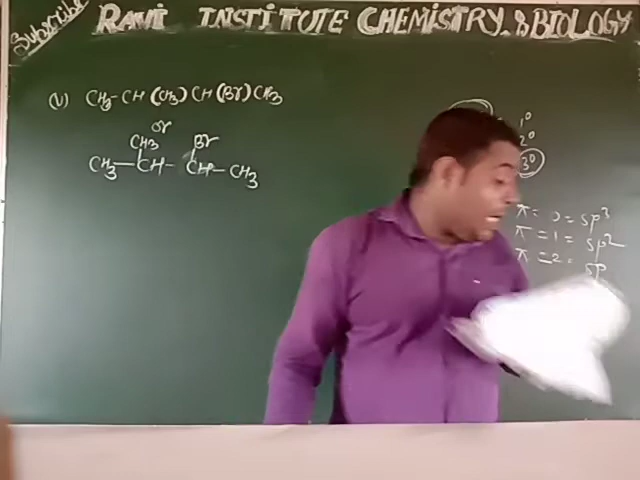 Subscribe
RAVI INSTITUTE CHEMISTRY & BIOLOGY
(V) CH3-CH (CH3) CH (Br) CH3
or
CH3 Br
CH3-CH-CH-CH3
1°
2°
3°
π = 0 = sp3
π = 1 = sp2
π = 2 = sp